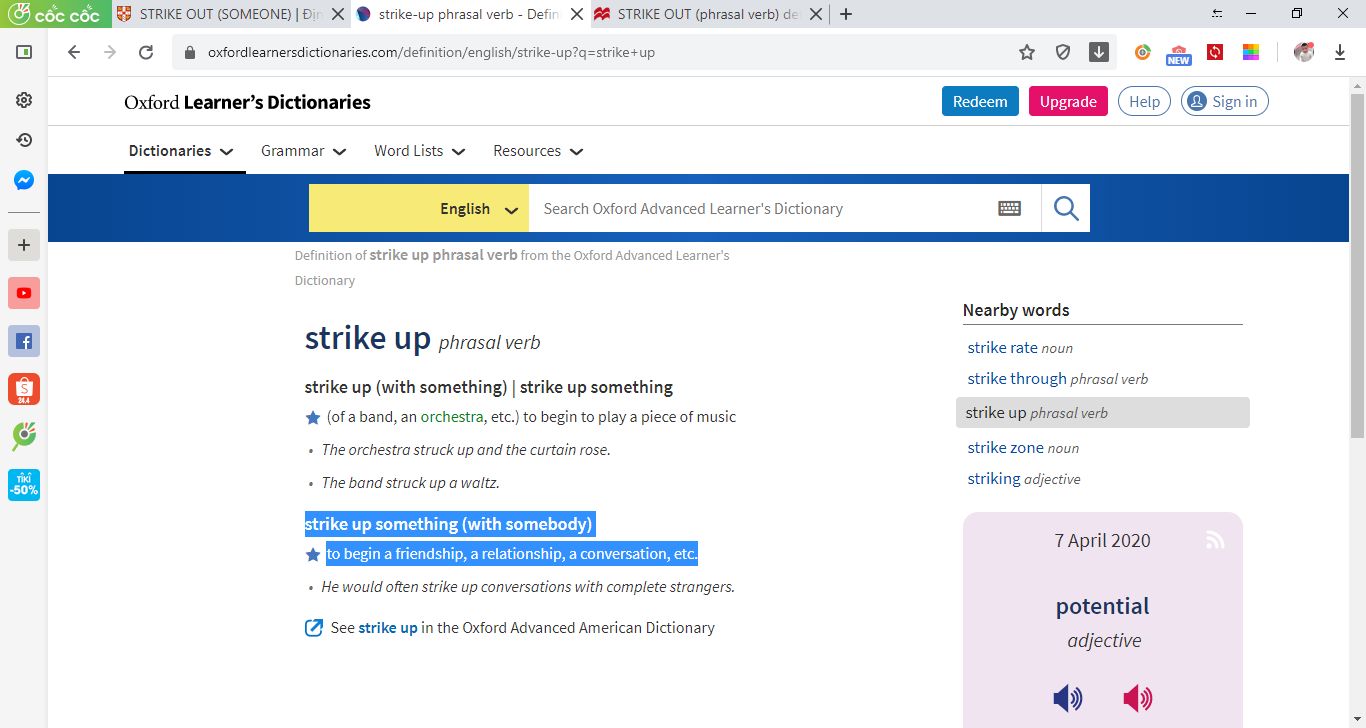 cốc cốc
STRIKE OUT (SOMEONE) | Địn
strike-up phrasal verb - Defin
STRIKE OUT (phrasal verb) de
oxfordlearnersdictionaries.com/definition/english/strike-up?q=strike+up
NEW
Oxford Learner's Dictionaries
Redeem
Upgrade
Help
Sign in
Dictionaries
Grammar
Word Lists
Resources
English
Search Oxford Advanced Learner's Dictionary
Definition of strike up phrasal verb from the Oxford Advanced Learner's
Dictionary
strike up phrasal verb
strike up (with something) | strike up something
(of a band, an orchestra, etc.) to begin to play a piece of music
• The orchestra struck up and the curtain rose.
• The band struck up a waltz.
strike up something (with somebody)
to begin a friendship, a relationship, a conversation, etc.
• He would often strike up conversations with complete strangers.
See strike up in the Oxford Advanced American Dictionary
Nearby words
strike rate noun
strike through phrasal verb
strike up phrasal verb
strike zone noun
striking adjective
7 April 2020
potential
adjective
S
24.4
TIKI
-50%